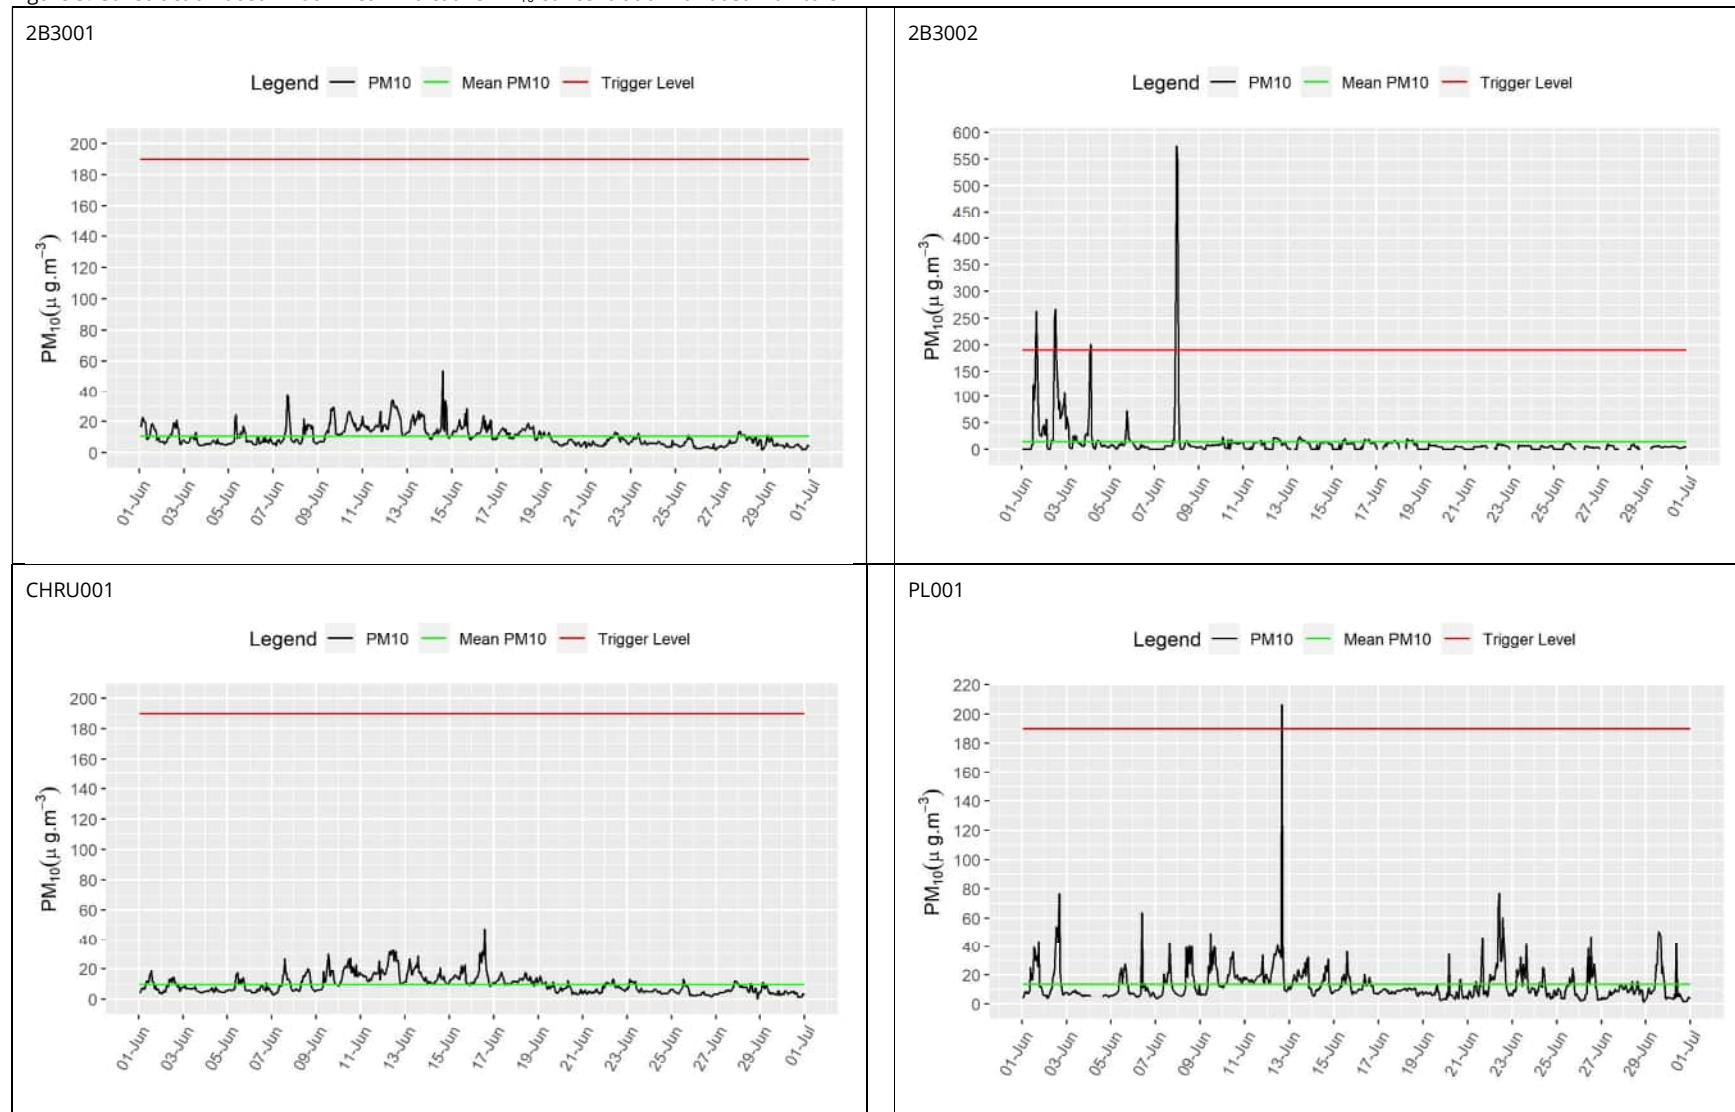 2B3001
Legend PM10 Mean PM10 Trigger Level
PM₁₀(μ g.m⁻³)
200
180
160
140
120
100
80
60
40
20
0
01-Jun 03-Jun 05-Jun 07-Jun 09-Jun 11-Jun 13-Jun 15-Jun 17-Jun 19-Jun 21-Jun 23-Jun 25-Jun 27-Jun 29-Jun 01-Jul
2B3002
Legend PM10 Mean PM10 Trigger Level
PM₁₀(μ g.m⁻³)
600
550
500
450
400
350
300
250
200
150
100
50
0
01-Jun 03-Jun 05-Jun 07-Jun 09-Jun 11-Jun 13-Jun 15-Jun 17-Jun 19-Jun 21-Jun 23-Jun 25-Jun 27-Jun 29-Jun 01-Jul
CHRU001
Legend PM10 Mean PM10 Trigger Level
PM₁₀(μ g.m⁻³)
200
180
160
140
120
100
80
60
40
20
0
01-Jun 03-Jun 05-Jun 07-Jun 09-Jun 11-Jun 13-Jun 15-Jun 17-Jun 19-Jun 21-Jun 23-Jun 25-Jun 27-Jun 29-Jun 01-Jul
PL001
Legend PM10 Mean PM10 Trigger Level
PM₁₀(μ g.m⁻³)
220
200
180
160
140
120
100
80
60
40
20
0
01-Jun 03-Jun 05-Jun 07-Jun 09-Jun 11-Jun 13-Jun 15-Jun 17-Jun 19-Jun 21-Jun 23-Jun 25-Jun 27-Jun 29-Jun 01-Jul